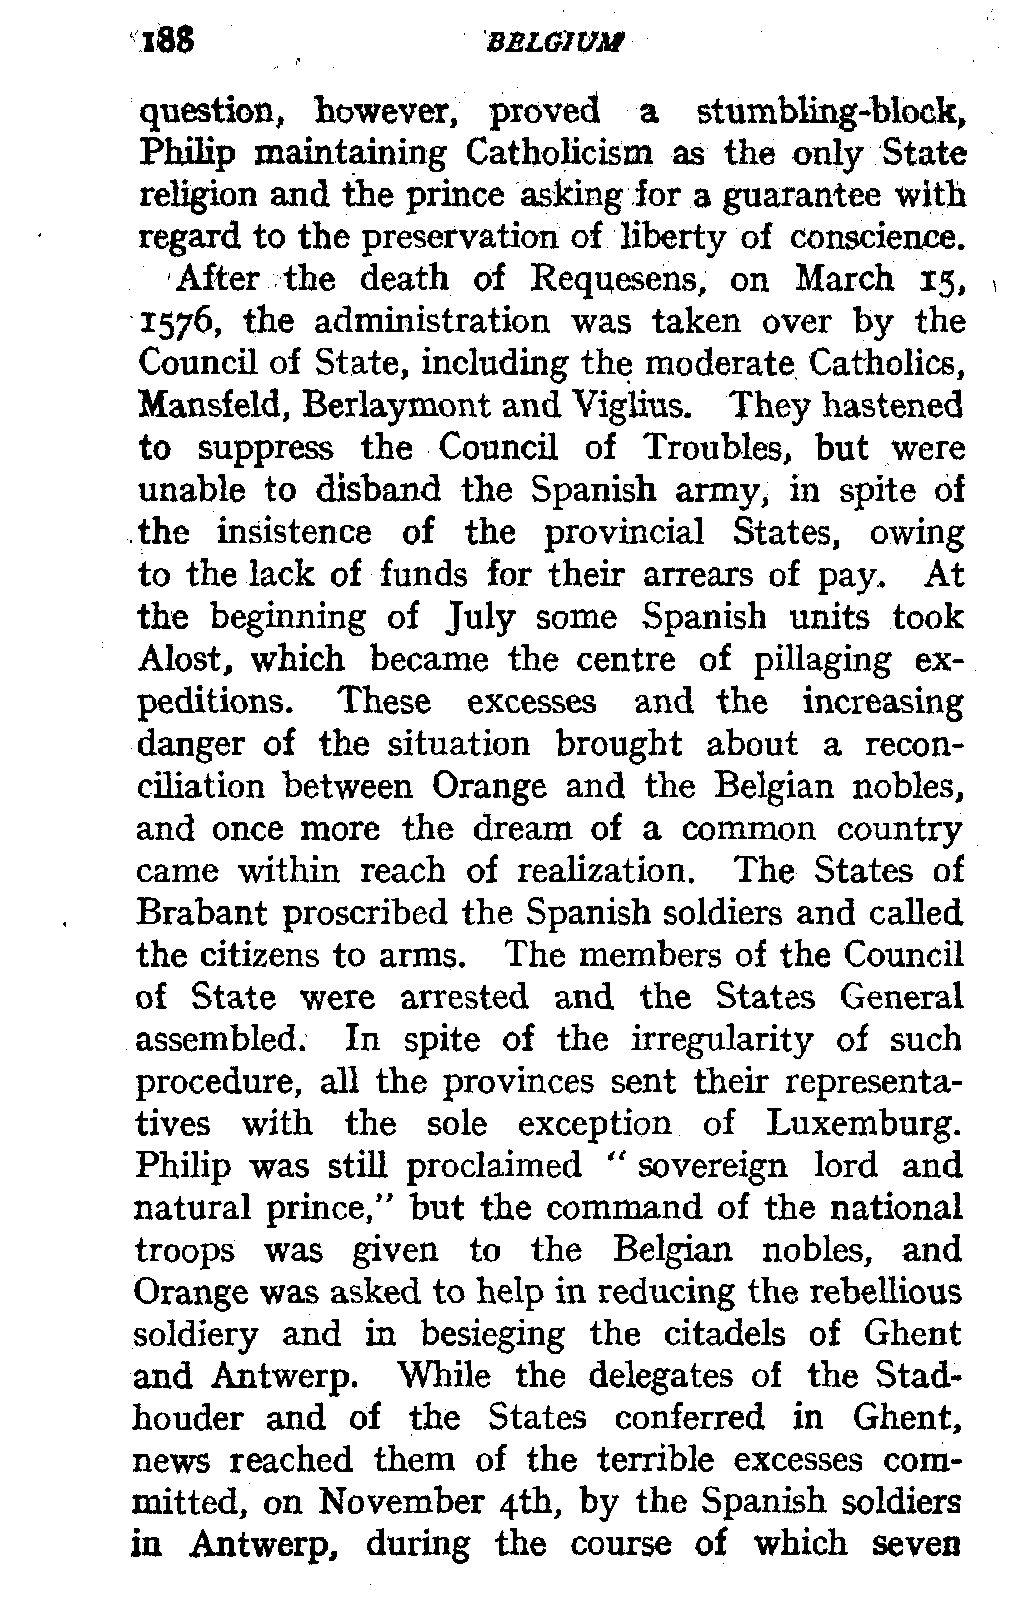 188 BELGIUM
question, however, proved a stumbling-block,
Philip maintaining Catholicism as the only State
religion and the prince asking for a guarantee with
regard to the preservation of liberty of conscience.
After the death of Requesens, on March 15,
1576, the administration was taken over by the
Council of State, including the moderate Catholics,
Mansfeld, Berlaymont and Viglius. They hastened
to suppress the Council of Troubles, but were
unable to disband the Spanish army, in spite of
the insistence of the provincial States, owing
to the lack of funds for their arrears of pay. At
the beginning of July some Spanish units took
Alost, which became the centre of pillaging ex-
peditions. These excesses and the increasing
danger of the situation brought about a recon-
ciliation between Orange and the Belgian nobles,
and once more the dream of a common country
came within reach of realization. The States of
Brabant proscribed the Spanish soldiers and called
the citizens to arms. The members of the Council
of State were arrested and the States General
assembled. In spite of the irregularity of such
procedure, all the provinces sent their representa-
tives with the sole exception of Luxemburg.
Philip was still proclaimed " sovereign lord and
natural prince," but the command of the national
troops was given to the Belgian nobles, and
Orange was asked to help in reducing the rebellious
soldiery and in besieging the citadels of Ghent
and Antwerp. While the delegates of the Stad-
houder and of the States conferred in Ghent,
news reached them of the terrible excesses com-
mitted, on November 4th, by the Spanish soldiers
in Antwerp, during the course of which seven